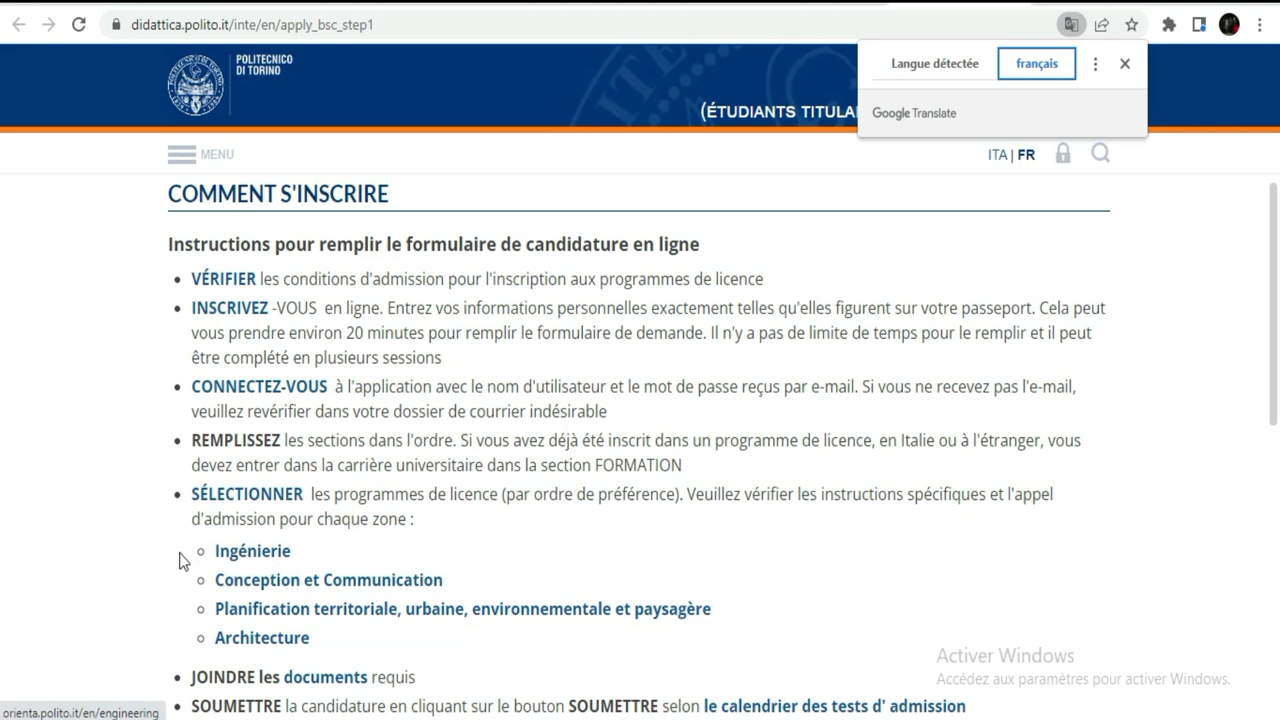 didattica.polito.it/inte/en/apply_bsc_step1
POLITECNICO
DI TORINO
(ÉTUDIANTS TITULA
Langue détectée
français
Google Translate
MENU
ITA | FR
COMMENT S'INSCRIRE
Instructions pour remplir le formulaire de candidature en ligne
VÉRIFIER les conditions d'admission pour l'inscription aux programmes de licence
INSCRIVEZ -VOUS en ligne. Entrez vos informations personnelles exactement telles qu'elles figurent sur votre passeport. Cela peut
vous prendre environ 20 minutes pour remplir le formulaire de demande. Il n'y a pas de limite de temps pour le remplir et il peut
être complété en plusieurs sessions
CONNECTEZ-VOUS à l'application avec le nom d'utilisateur et le mot de passe reçus par e-mail. Si vous ne recevez pas l'e-mail,
veuillez revérifier dans votre dossier de courrier indésirable
REMPLISSEZ les sections dans l'ordre. Si vous avez déjà été inscrit dans un programme de licence, en Italie ou à l'étranger, vous
devez entrer dans la carrière universitaire dans la section FORMATION
SÉLECTIONNER les programmes de licence (par ordre de préférence). Veuillez vérifier les instructions spécifiques et l'appel
d'admission pour chaque zone :
Ingénierie
Conception et Communication
Planification territoriale, urbaine, environnementale et paysagère
Architecture
Activer Windows
Accédez aux paramètres pour activer Windows.
JOINDRE les documents requis
SOUMETTRE la candidature en cliquant sur le bouton SOUMETTRE selon le calendrier des tests d' admission
orienta.polito.it/en/engineering